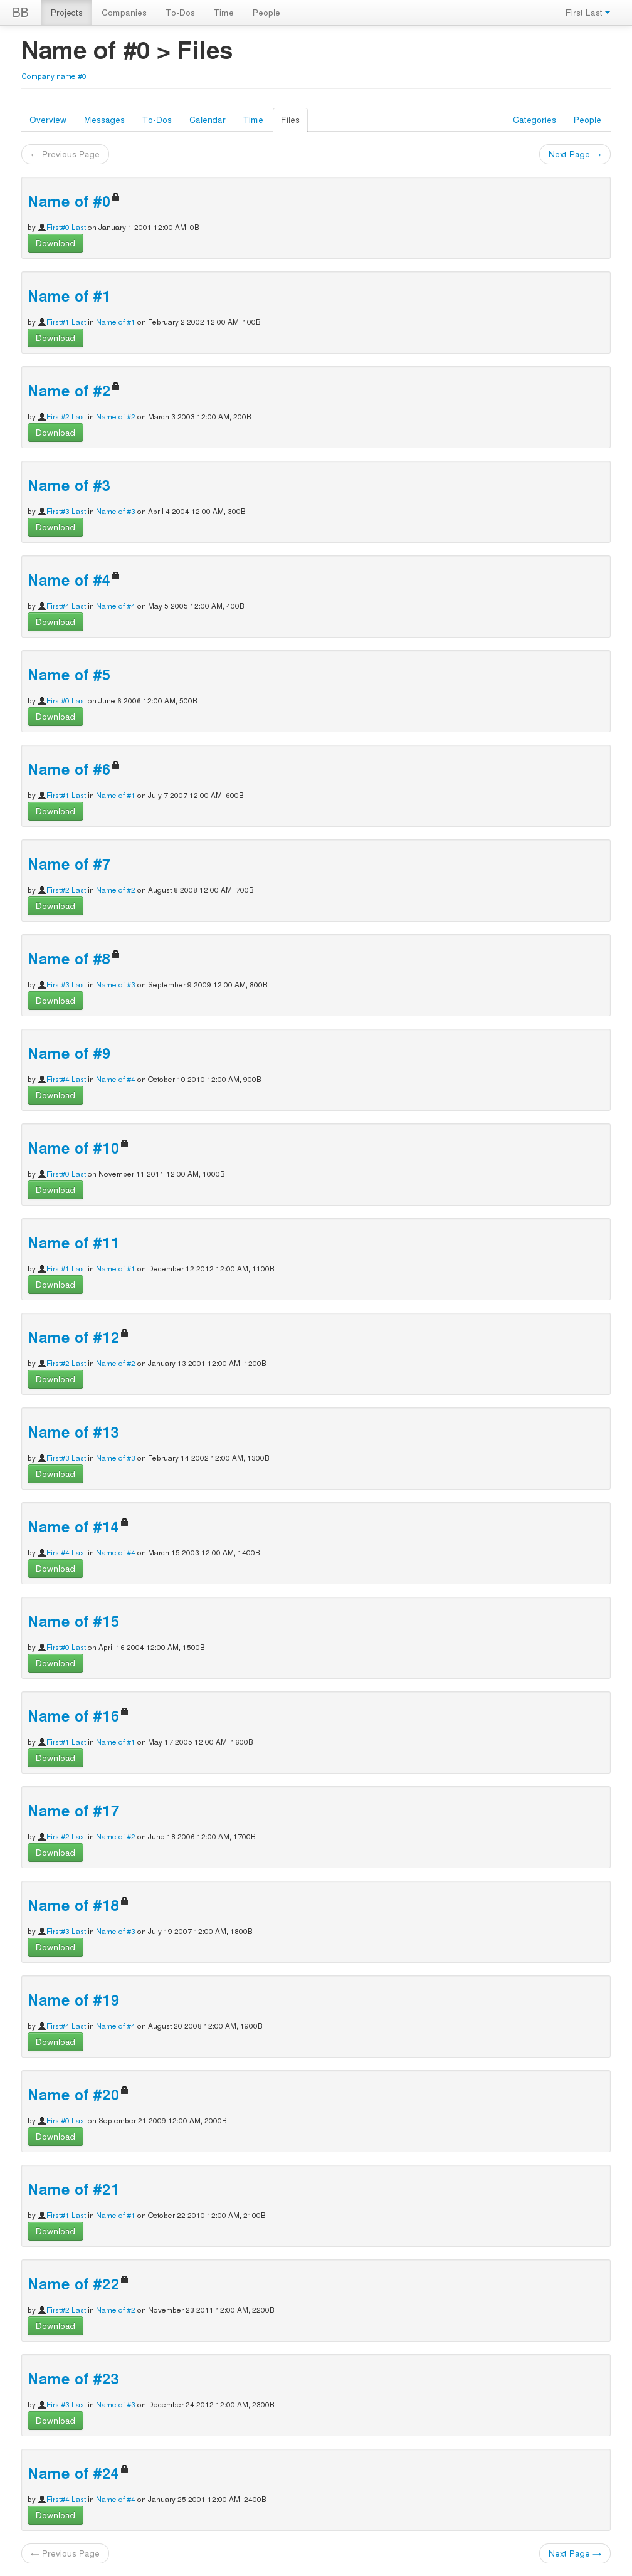 BB Projects Companies To-Dos Time People First Last
Name of #0 > Files
Company name #0
Overview Messages To-Dos Calendar Time Files Categories People
← Previous Page Next Page →
Name of #0
by First#0 Last on January 1 2001 12:00 AM, 0B
Download
Name of #1
by First#1 Last in Name of #1 on February 2 2002 12:00 AM, 100B
Download
Name of #2
by First#2 Last in Name of #2 on March 3 2003 12:00 AM, 200B
Download
Name of #3
by First#3 Last in Name of #3 on April 4 2004 12:00 AM, 300B
Download
Name of #4
by First#4 Last in Name of #4 on May 5 2005 12:00 AM, 400B
Download
Name of #5
by First#0 Last on June 6 2006 12:00 AM, 500B
Download
Name of #6
by First#1 Last in Name of #1 on July 7 2007 12:00 AM, 600B
Download
Name of #7
by First#2 Last in Name of #2 on August 8 2008 12:00 AM, 700B
Download
Name of #8
by First#3 Last in Name of #3 on September 9 2009 12:00 AM, 800B
Download
Name of #9
by First#4 Last in Name of #4 on October 10 2010 12:00 AM, 900B
Download
Name of #10
by First#0 Last on November 11 2011 12:00 AM, 1000B
Download
Name of #11
by First#1 Last in Name of #1 on December 12 2012 12:00 AM, 1100B
Download
Name of #12
by First#2 Last in Name of #2 on January 13 2001 12:00 AM, 1200B
Download
Name of #13
by First#3 Last in Name of #3 on February 14 2002 12:00 AM, 1300B
Download
Name of #14
by First#4 Last in Name of #4 on March 15 2003 12:00 AM, 1400B
Download
Name of #15
by First#0 Last on April 16 2004 12:00 AM, 1500B
Download
Name of #16
by First#1 Last in Name of #1 on May 17 2005 12:00 AM, 1600B
Download
Name of #17
by First#2 Last in Name of #2 on June 18 2006 12:00 AM, 1700B
Download
Name of #18
by First#3 Last in Name of #3 on July 19 2007 12:00 AM, 1800B
Download
Name of #19
by First#4 Last in Name of #4 on August 20 2008 12:00 AM, 1900B
Download
Name of #20
by First#0 Last on September 21 2009 12:00 AM, 2000B
Download
Name of #21
by First#1 Last in Name of #1 on October 22 2010 12:00 AM, 2100B
Download
Name of #22
by First#2 Last in Name of #2 on November 23 2011 12:00 AM, 2200B
Download
Name of #23
by First#3 Last in Name of #3 on December 24 2012 12:00 AM, 2300B
Download
Name of #24
by First#4 Last in Name of #4 on January 25 2001 12:00 AM, 2400B
Download
← Previous Page Next Page →